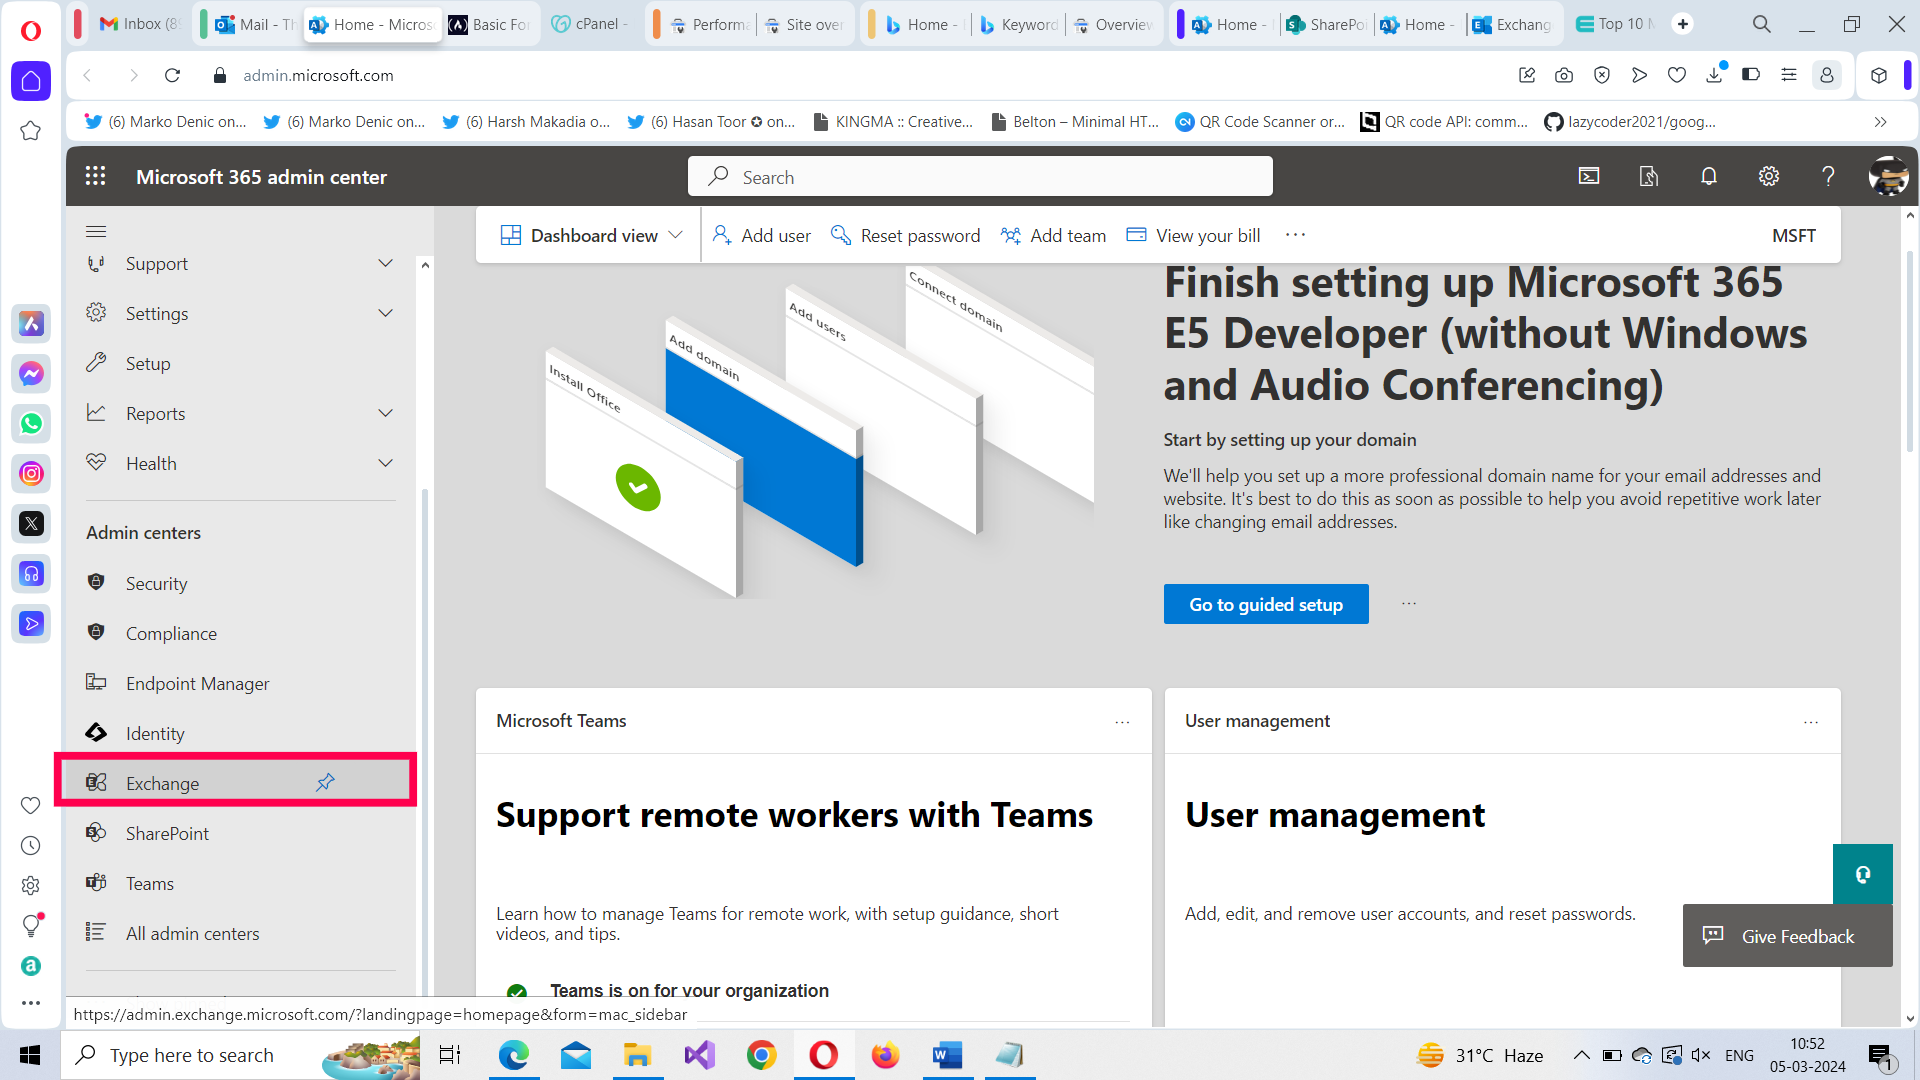 Inbox (89
Mail - Th
Home - Microso
Basic For
cPanel -
Performa
Site over
Home -
Keyword
Overview
Home -
SharePoi
Home -
Exchang
Top 10 M
admin.microsoft.com
(6) Marko Denic on...
(6) Marko Denic on...
(6) Harsh Makadia o...
(6) Hasan Toor ✪ on...
KINGMA :: Creative...
Belton – Minimal HT...
QR Code Scanner or...
QR code API: comm...
lazycoder2021/goog...
Microsoft 365 admin center
Search
Support
Settings
Setup
Reports
Health
Admin centers
Security
Compliance
Endpoint Manager
Identity
Exchange
SharePoint
Teams
All admin centers
https://admin.exchange.microsoft.com/?landingpage=homepage&form=mac_sidebar
Dashboard view
Add user
Reset password
Add team
View your bill
MSFT
Install Office
Add domain
Add users
Connect domain
Finish setting up Microsoft 365
E5 Developer (without Windows
and Audio Conferencing)
Start by setting up your domain
We'll help you set up a more professional domain name for your email addresses and
website. It's best to do this as soon as possible to help you avoid repetitive work later
like changing email addresses.
Go to guided setup
Microsoft Teams
Support remote workers with Teams
Learn how to manage Teams for remote work, with setup guidance, short
videos, and tips.
Teams is on for your organization
User management
User management
Add, edit, and remove user accounts, and reset passwords.
Give Feedback
Type here to search
31°C Haze
ENG
10:52
05-03-2024
1